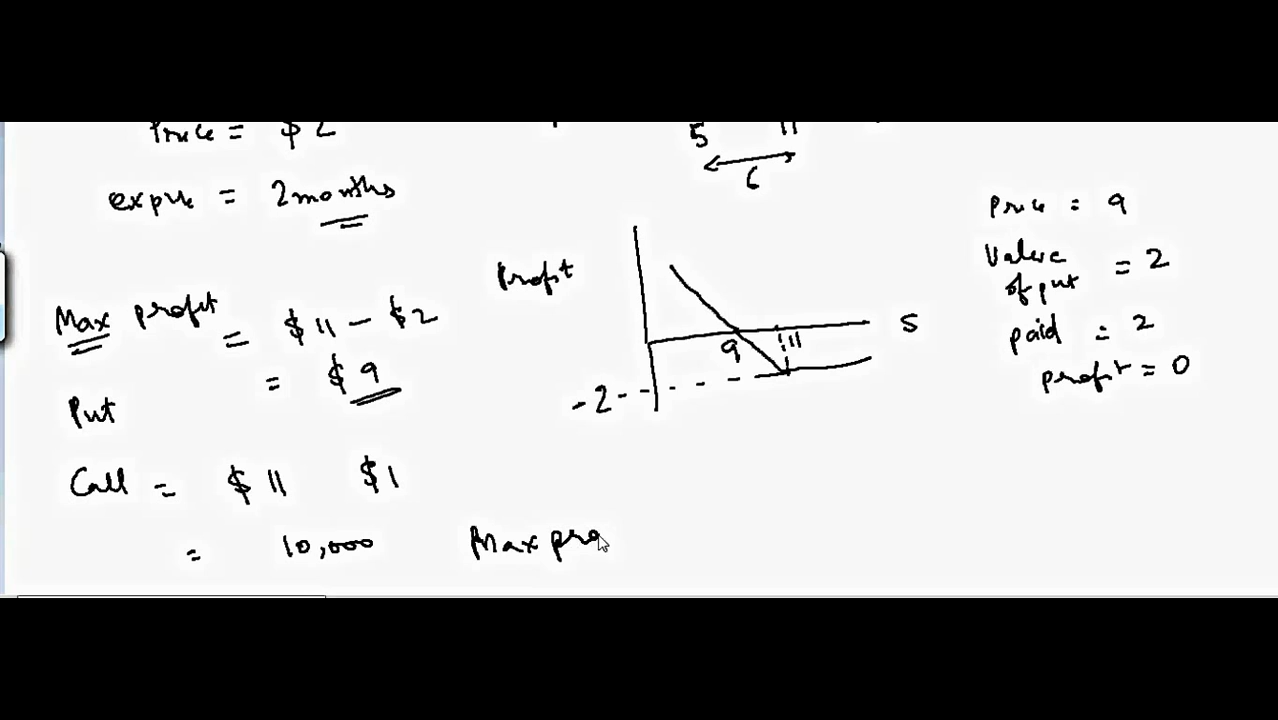 Price = $2
5 11
6
expire = 2 months
Price = 9
Value of put = 2
paid = 2
profit = 0
Profit
S
9 11
-2
Max profit = $11 - $2
= $9
Put
Call = $11 $1
= 10,000 Max pro